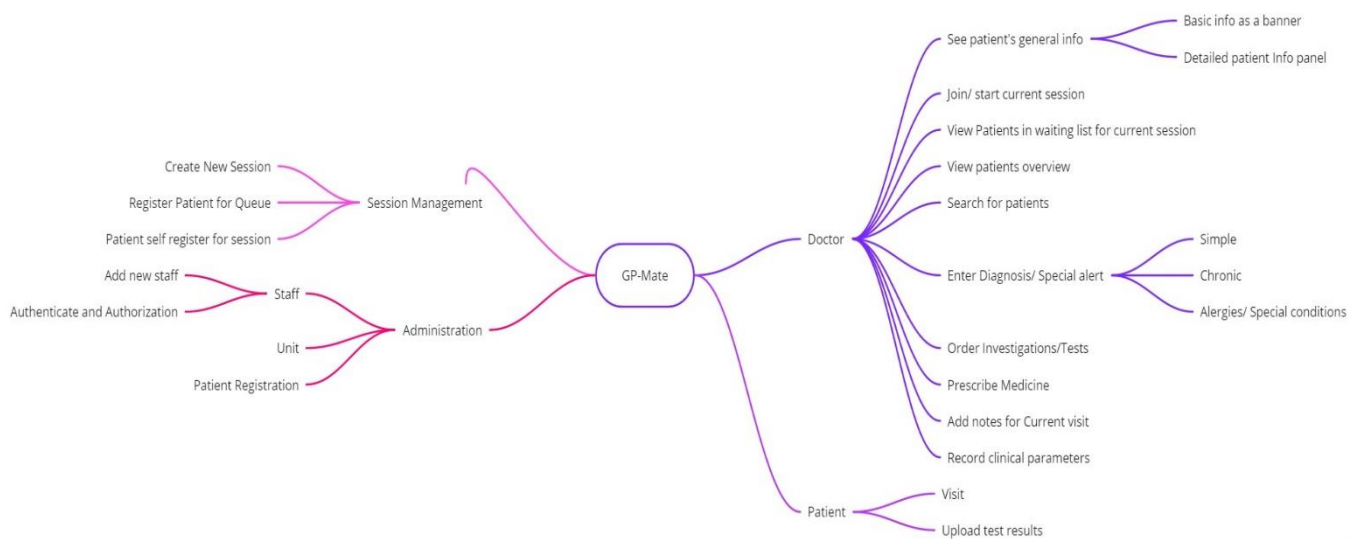 GP-Mate
Session Management
Create New Session
Register Patient for Queue
Patient self register for session
Administration
Staff
Add new staff
Authenticate and Authorization
Unit
Patient Registration
Doctor
See patient's general info
Basic info as a banner
Detailed patient Info panel
Join/ start current session
View Patients in waiting list for current session
View patients overview
Search for patients
Enter Diagnosis/ Special alert
Simple
Chronic
Alergies/ Special conditions
Order Investigations/Tests
Prescribe Medicine
Add notes for Current visit
Record clinical parameters
Patient
Visit
Upload test results